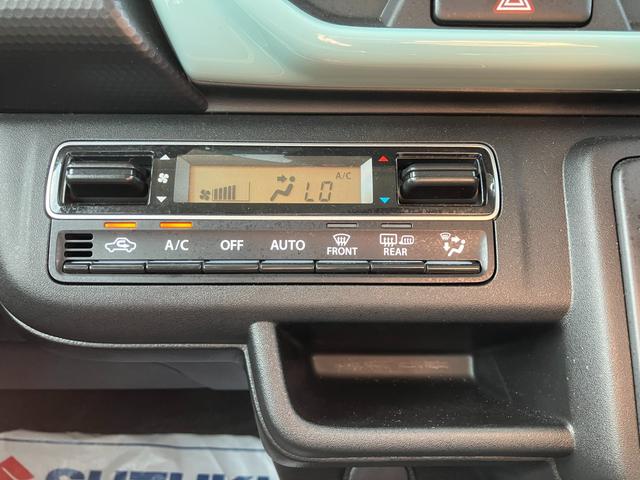 A/C
LO
A/C OFF AUTO FRONT REAR
SUZUKI